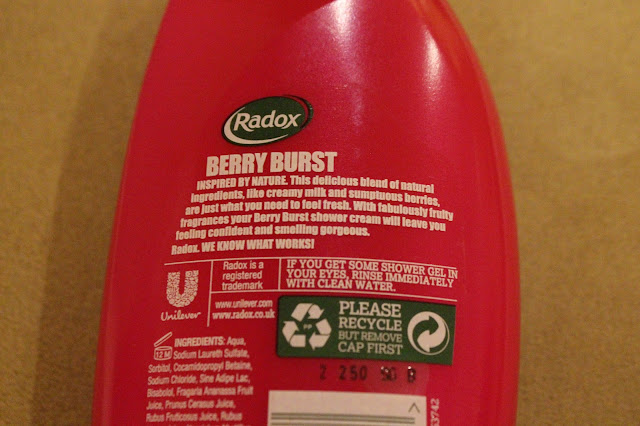 Radox
BERRY BURST
INSPIRED BY NATURE. This delicious blend of natural
ingredients, like creamy milk and sumptuous berries,
are just what you need to feel fresh. With fabulously fruity
fragrances your Berry Burst shower cream will leave you
feeling confident and smelling gorgeous.
Radox. WE KNOW WHAT WORKS!
Unilever
Radox is a
registered
trademark
IF YOU GET SOME SHOWER GEL IN
YOUR EYES, RINSE IMMEDIATELY
WITH CLEAN WATER.
www.unilever.com
www.radox.co.uk
PP
PLEASE
RECYCLE
BUT REMOVE
CAP FIRST
2 250 90 B
12 M
INGREDIENTS: Aqua,
Sodium Laureth Sulfate,
Sorbitol, Cocamidopropyl Betaine,
Sodium Chloride, Sine Adipe Lac,
Bisabolol, Fragaria Ananassa Fruit
Juice, Prunus Cerasus Juice,
Rubus Fruticosus Juice, Rubus